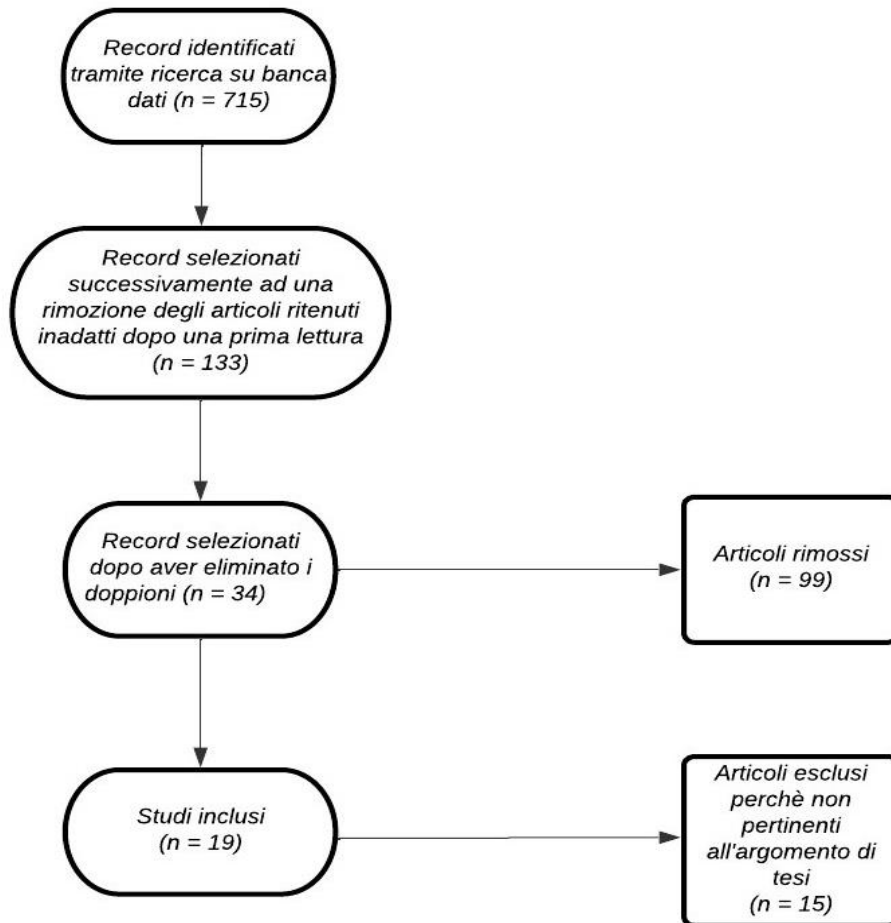 Record identificati
tramite ricerca su banca
dati (n = 715)
Record selezionati
successivamente ad una
rimozione degli articoli ritenuti
inadatti dopo una prima lettura
(n = 133)
Record selezionati
dopo aver eliminato i
doppioni (n = 34)
Articoli rimossi
(n = 99)
Studi inclusi
(n = 19)
Articoli esclusi
perchè non
pertinenti
all'argomento di
tesi
(n = 15)